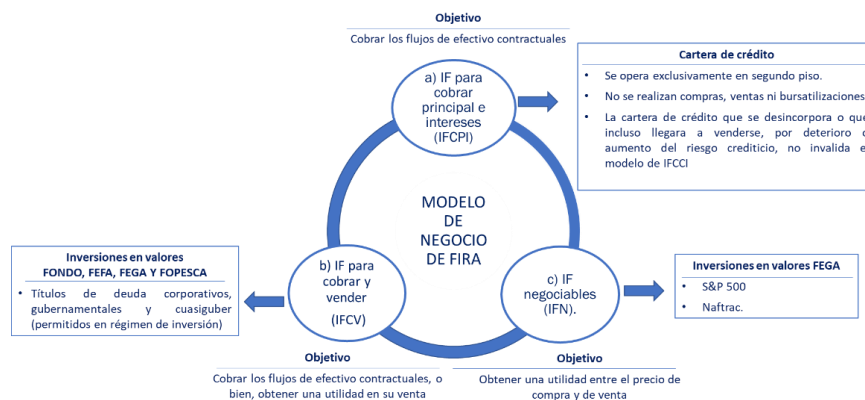 Objetivo
Cobrar los flujos de efectivo contractuales
a) IF para
cobrar
principal e
intereses
(IFCPI)
Cartera de crédito
• Se opera exclusivamente en segundo piso.
• No se realizan compras, ventas ni bursatilizaciones
• La cartera de crédito que se desincorpora o que
incluso llegara a venderse, por deterioro o
aumento del riesgo crediticio, no invalida e
modelo de IFCCI
MODELO
DE
NEGOCIO
DE FIRA
Inversiones en valores
FONDO, FEFA, FEGA Y FOPESCA
• Títulos de deuda corporativos,
gubernamentales y cuasiguber
(permitidos en régimen de inversión)
b) IF para
cobrar y
vender
(IFCV)
c) IF
negociables
(IFN).
Inversiones en valores FEGA
• S&P 500
• Naftrac.
Objetivo
Cobrar los flujos de efectivo contractuales, o
bien, obtener una utilidad en su venta
Objetivo
Obtener una utilidad entre el precio de
compra y de venta